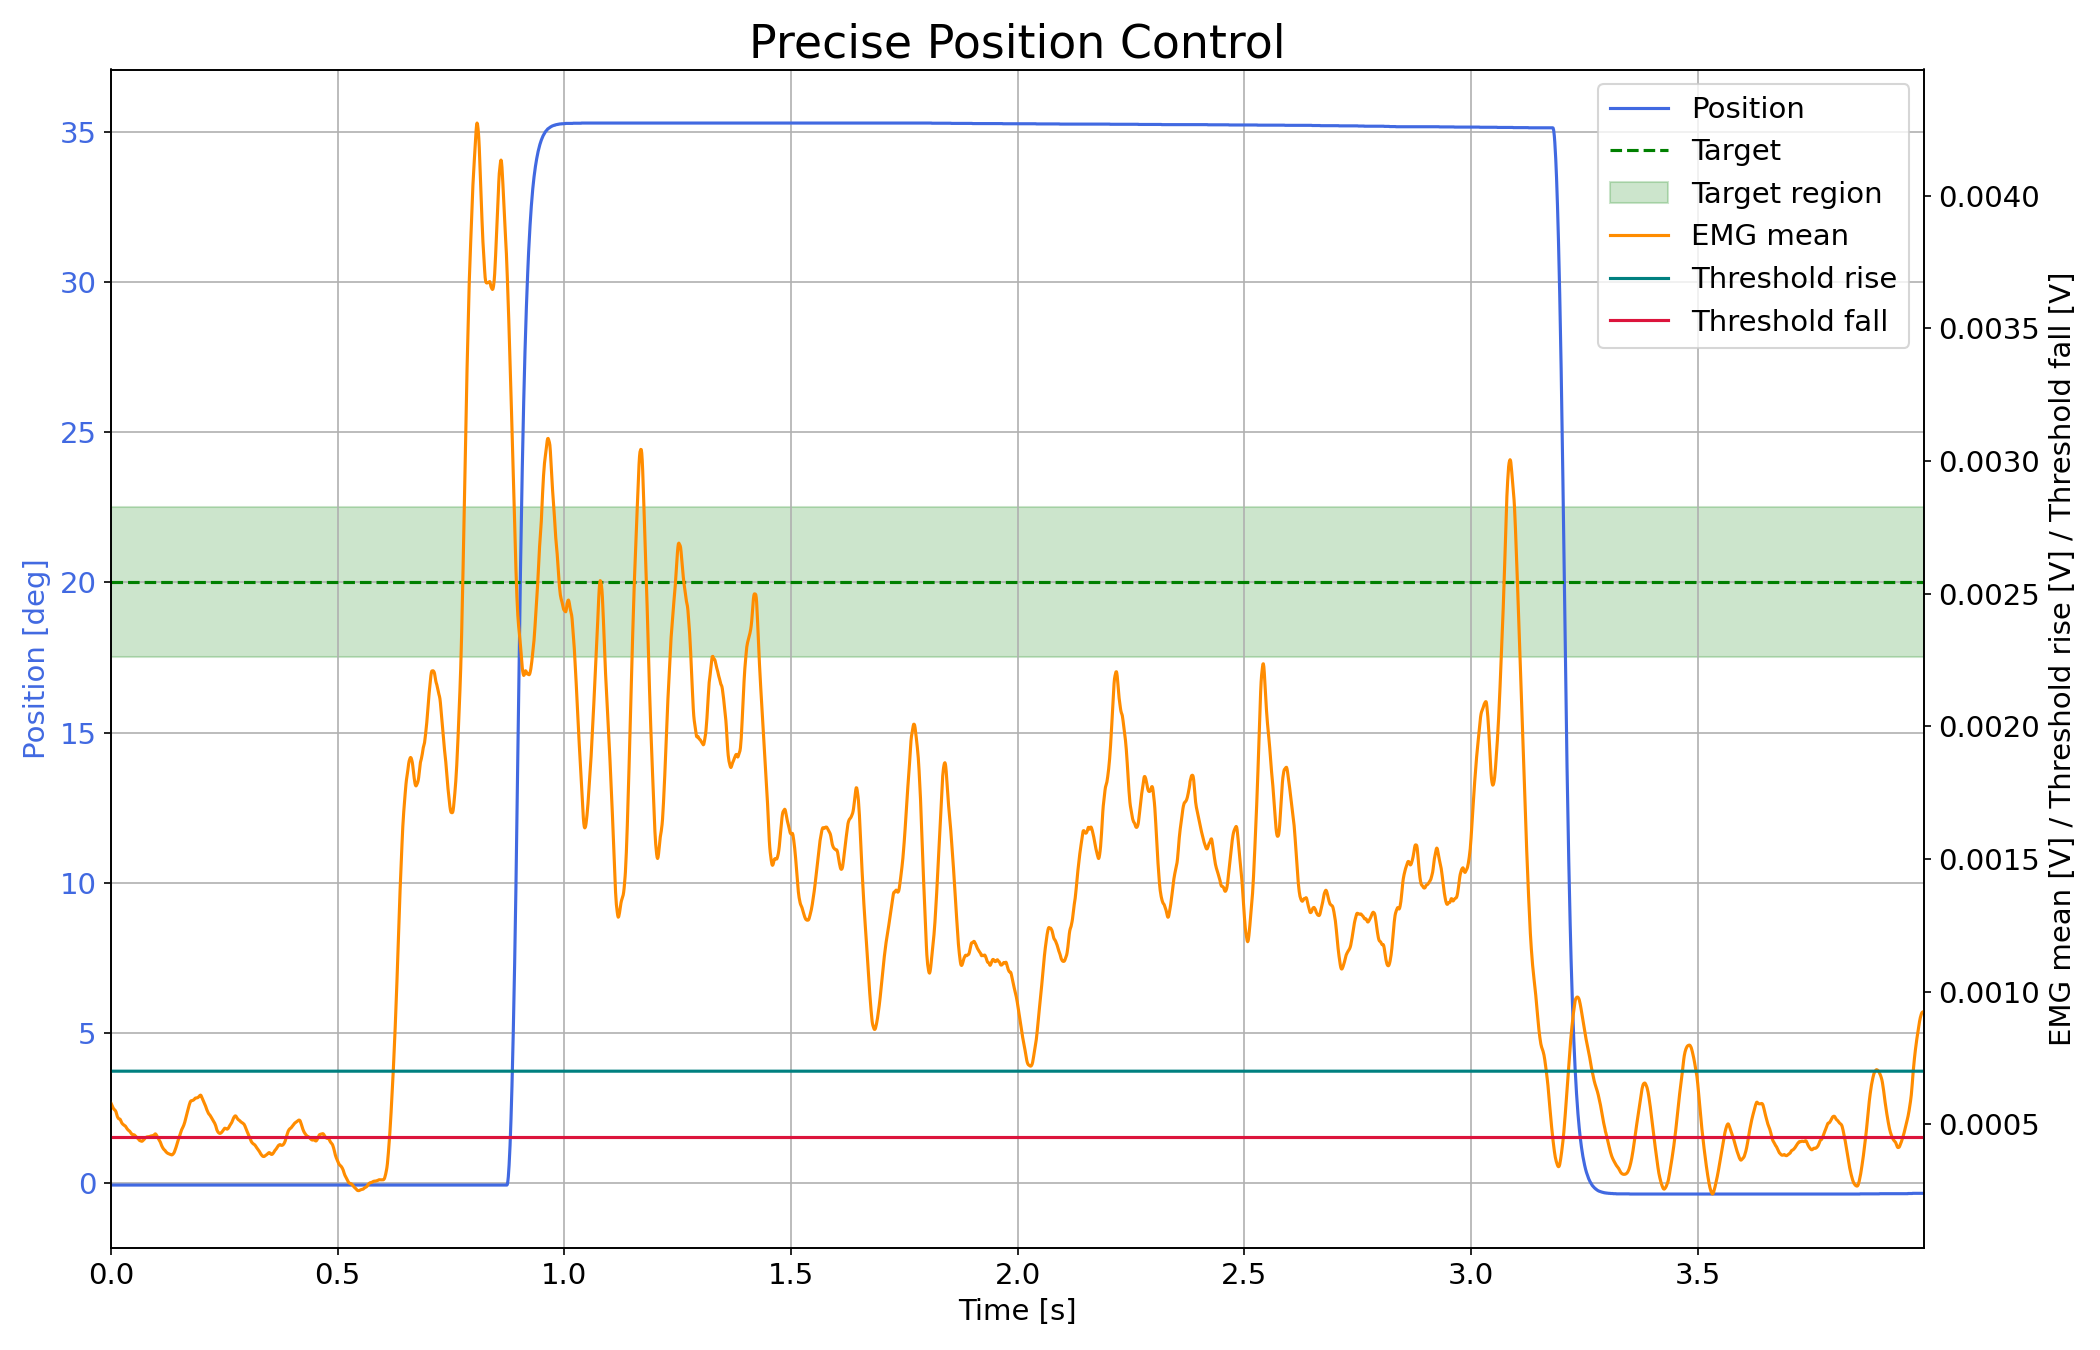 Precise Position Control
Position
Target
Target region
EMG mean
Threshold rise
Threshold fall
35
30
25
20
15
10
5
0
Position [deg]
0.0040
0.0035
0.0030
0.0025
0.0020
0.0015
0.0010
0.0005
EMG mean [V] / Threshold rise [V] / Threshold fall [V]
0.0 0.5 1.0 1.5 2.0 2.5 3.0 3.5
Time [s]